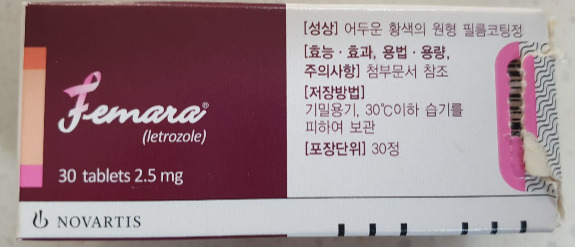 Femara®
(letrozole)
30 tablets 2.5 mg
NOVARTIS
[성상] 어두운 황색의 원형 필름코팅정
[효능 · 효과, 용법 · 용량,
주의사항] 첨부문서 참조
[저장방법]
기밀용기, 30℃이하 습기를
피하여 보관
[포장단위] 30정